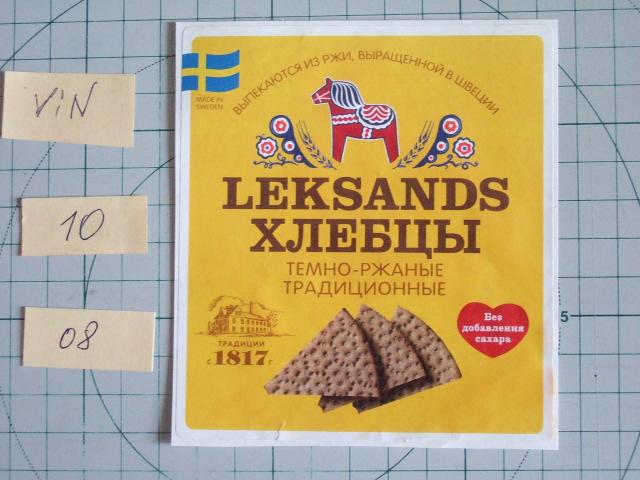 ViN
10
08
MADE IN
SWEDEN
ВЫПЕКАЮТСЯ ИЗ РЖИ, ВЫРАЩЕННОЙ В ШВЕЦИИ
LEKSANDS
ХЛЕБЦЫ
ТЕМНО-РЖАНЫЕ
ТРАДИЦИОННЫЕ
ТРАДИЦИИ
с 1817 г.
Без
добавления
сахара
5